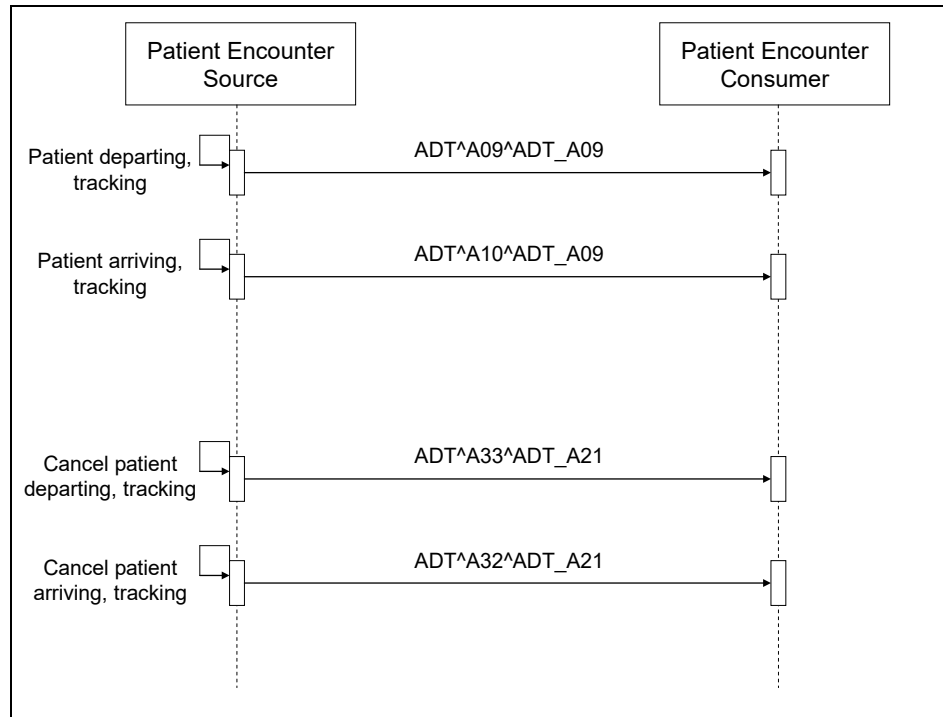 Patient Encounter
Source
Patient Encounter
Consumer
Patient departing,
tracking
ADT^A09^ADT_A09
Patient arriving,
tracking
ADT^A10^ADT_A09
Cancel patient
departing, tracking
ADT^A33^ADT_A21
Cancel patient
arriving, tracking
ADT^A32^ADT_A21